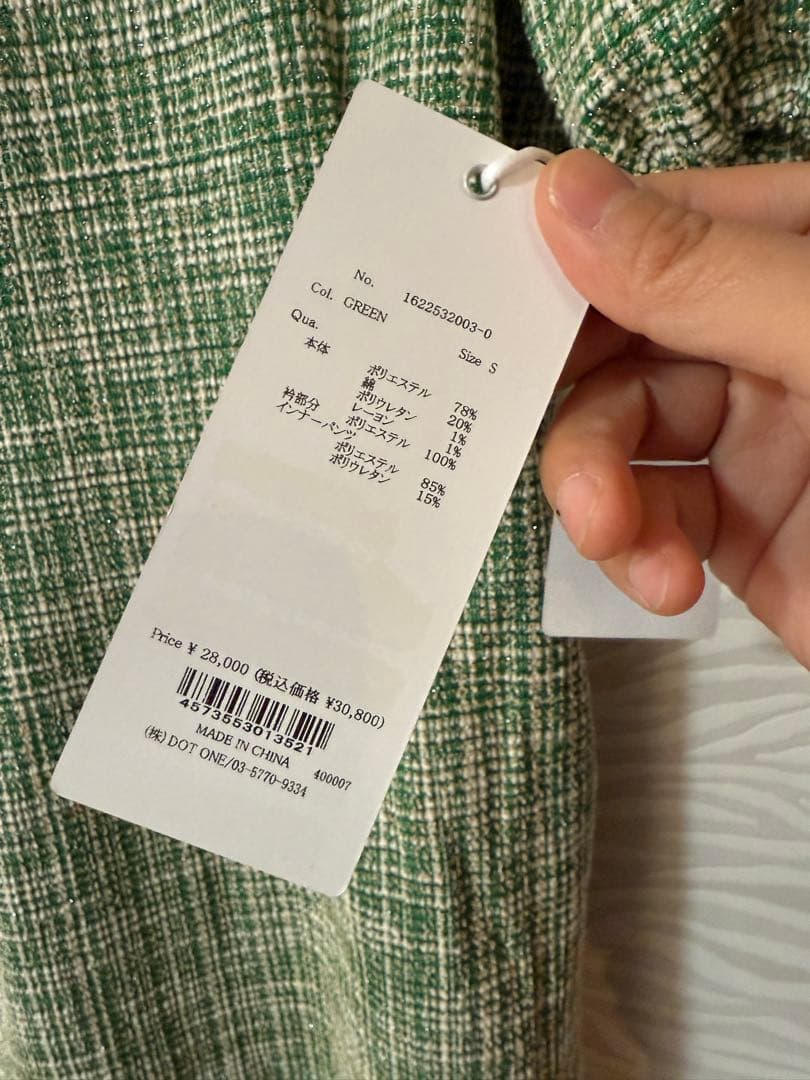 No. 1622532003-0
Col. GREEN Size S
Qua.
本体 ポリエステル 78%
綿 20%
ポリウレタン 1%
レーヨン 1%
衿部分 ポリエステル 100%
インナーパンツ
ポリエステル 85%
ポリウレタン 15%
Price ¥ 28,000 (税込価格 ¥30,800)
4573553013521
MADE IN CHINA 400007
(株)DOT ONE/03-5770-9334